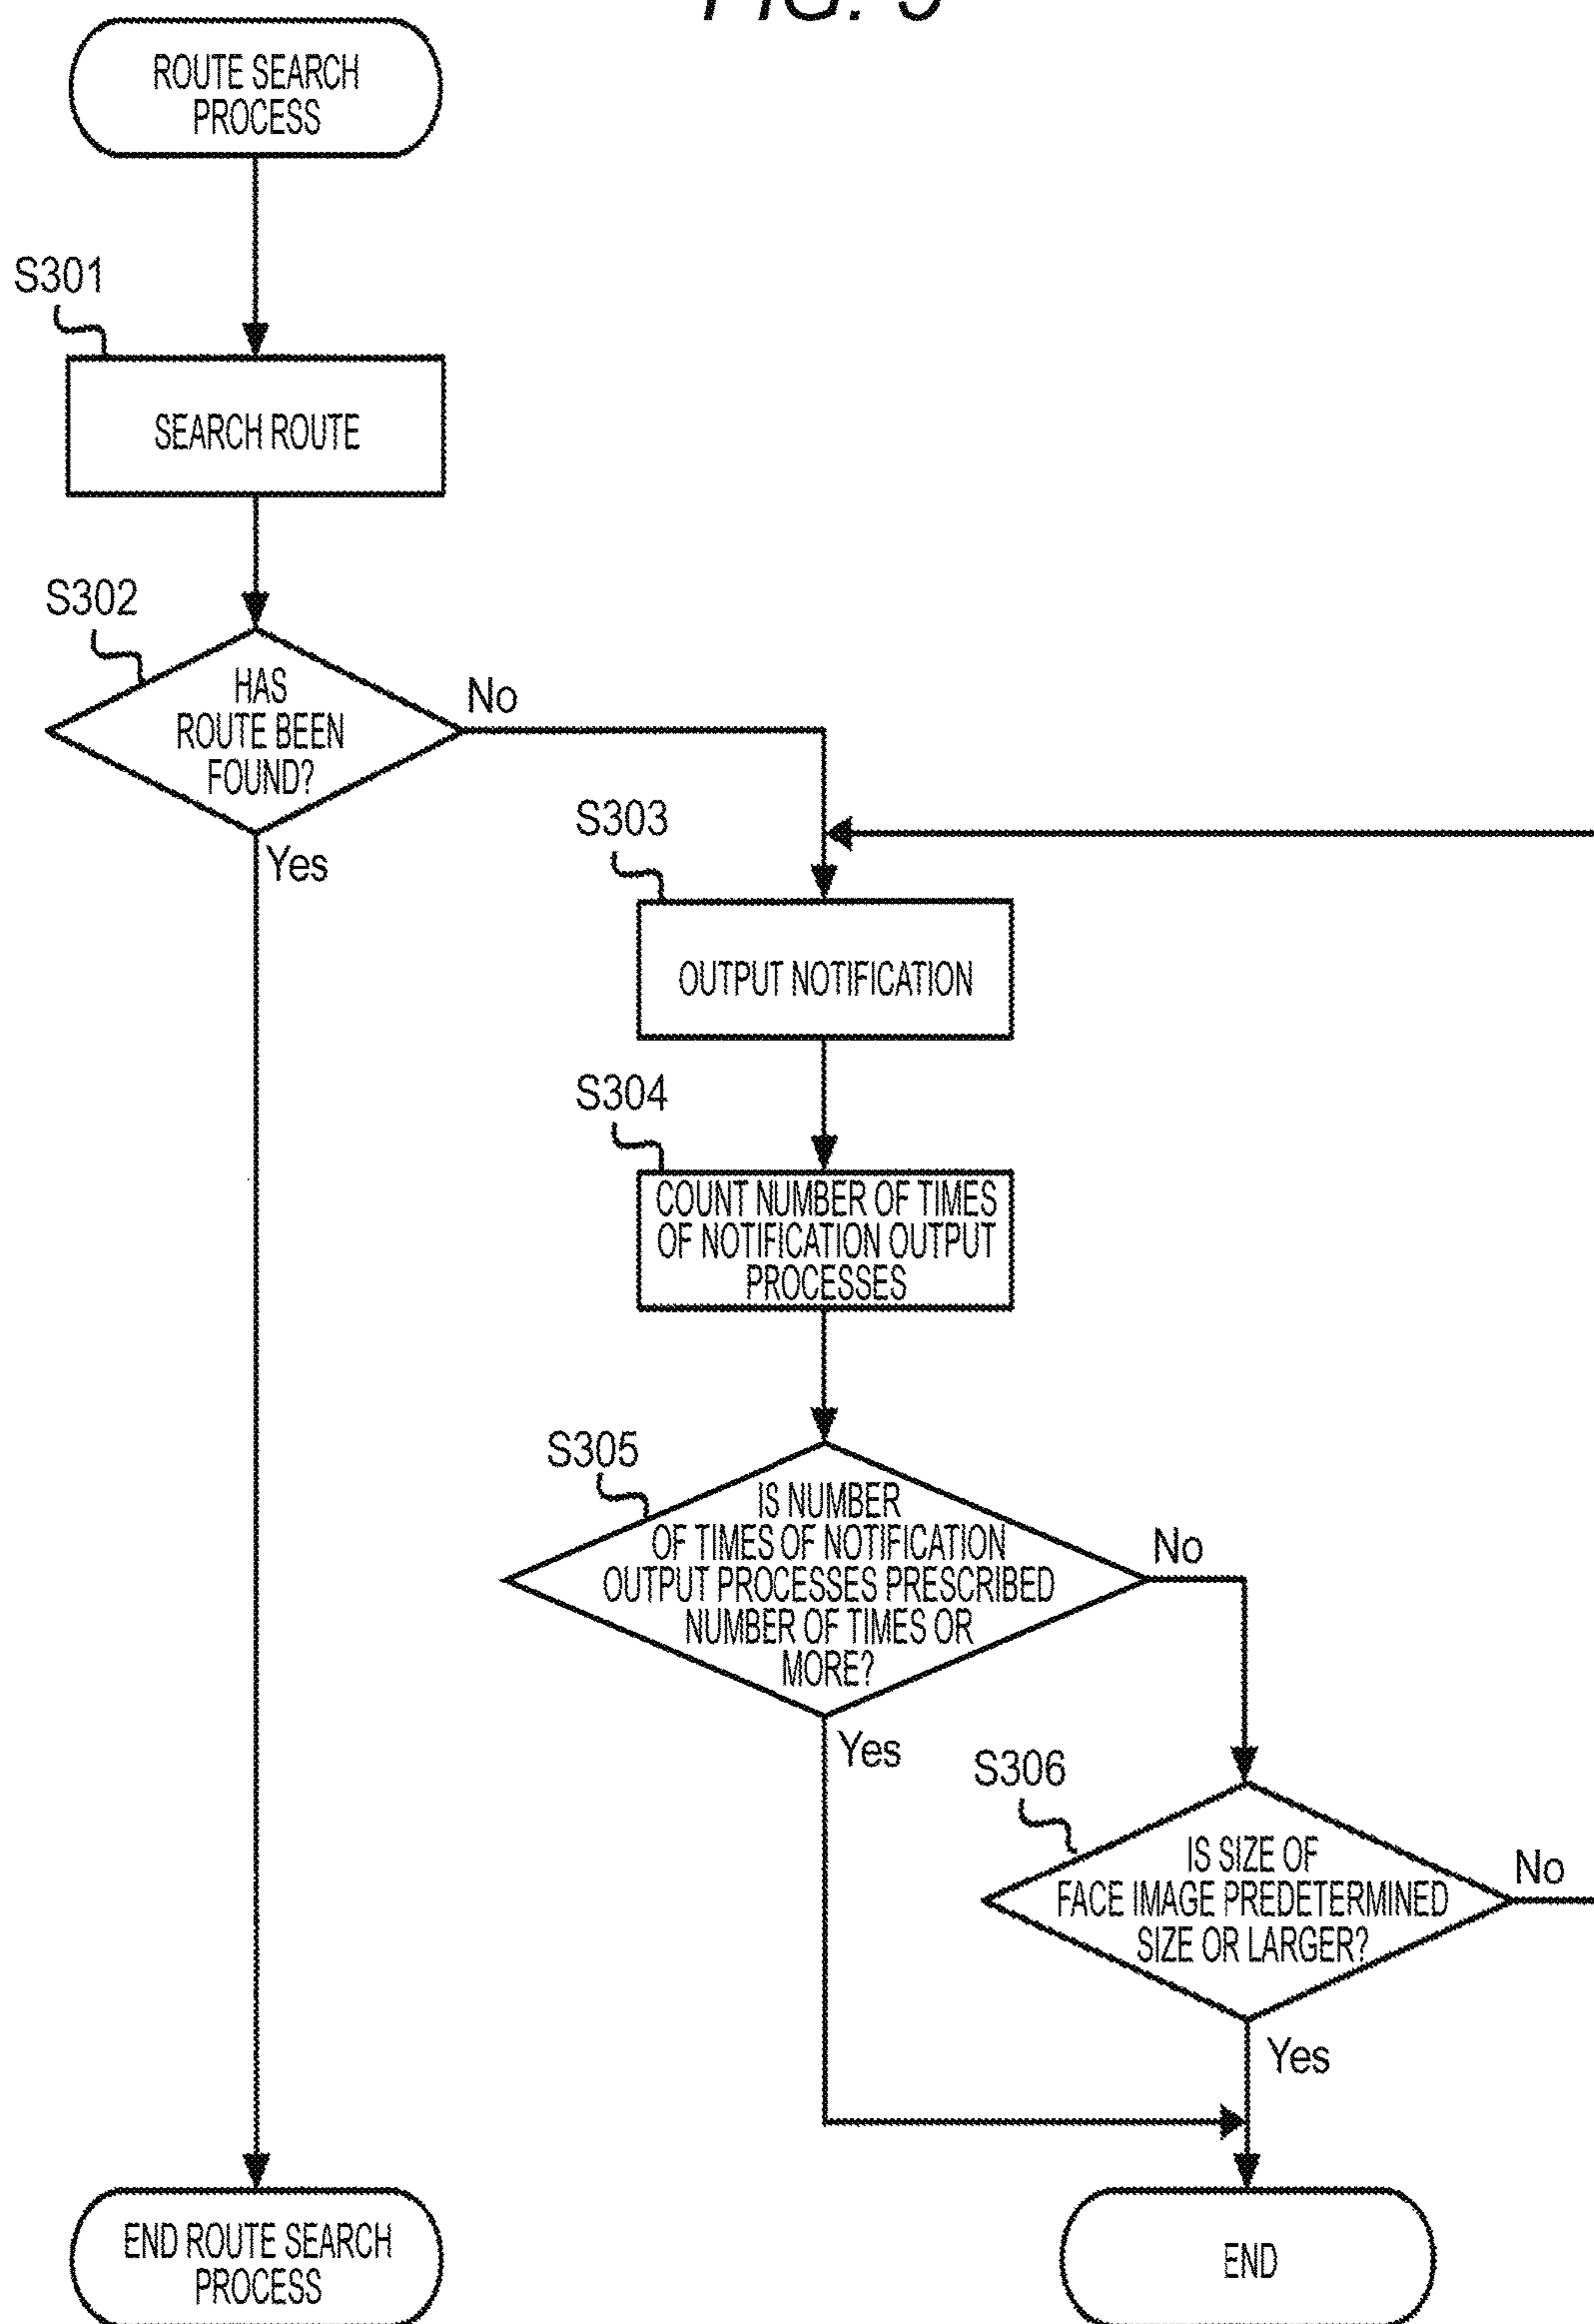 ROUTE SEARCH
PROCESS
S301
SEARCH ROUTE
S302
HAS
ROUTE BEEN
FOUND?
No
Yes
S303
OUTPUT NOTIFICATION
S304
COUNT NUMBER OF TIMES
OF NOTIFICATION OUTPUT
PROCESSES
S305
IS NUMBER
OF TIMES OF NOTIFICATION
OUTPUT PROCESSES PRESCRIBED
NUMBER OF TIMES OR
MORE?
No
Yes
S306
IS SIZE OF
FACE IMAGE PREDETERMINED
SIZE OR LARGER?
No
Yes
END ROUTE SEARCH
PROCESS
END